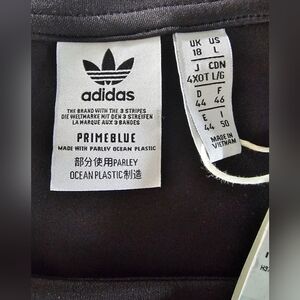 adidas
THE BRAND WITH THE 3 STRIPES
DIE WELTMARKE MIT DEN 3 STREIFEN
LA MARQUE AUX 3 BANDES
PRIMEBLUE
MADE WITH PARLEY OCEAN PLASTIC
部分使用PARLEY
OCEAN PLASTIC制造
UK US
18 L
J CDN
4XOT L/G
D F
44 46
E I
44 50
MADE IN
VIETNAM